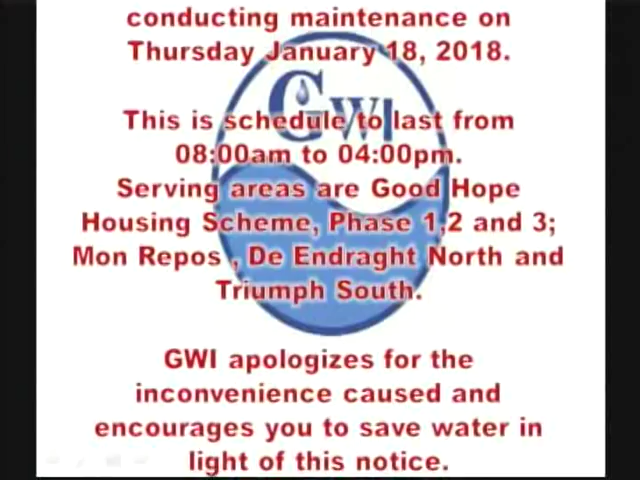 conducting maintenance on
Thursday January 18, 2018.
GWI
This is schedule to last from
08:00am to 04:00pm.
Serving areas are Good Hope
Housing Scheme, Phase 1,2 and 3;
Mon Repos , De Endraght North and
Triumph South.
GWI apologizes for the
inconvenience caused and
encourages you to save water in
light of this notice.